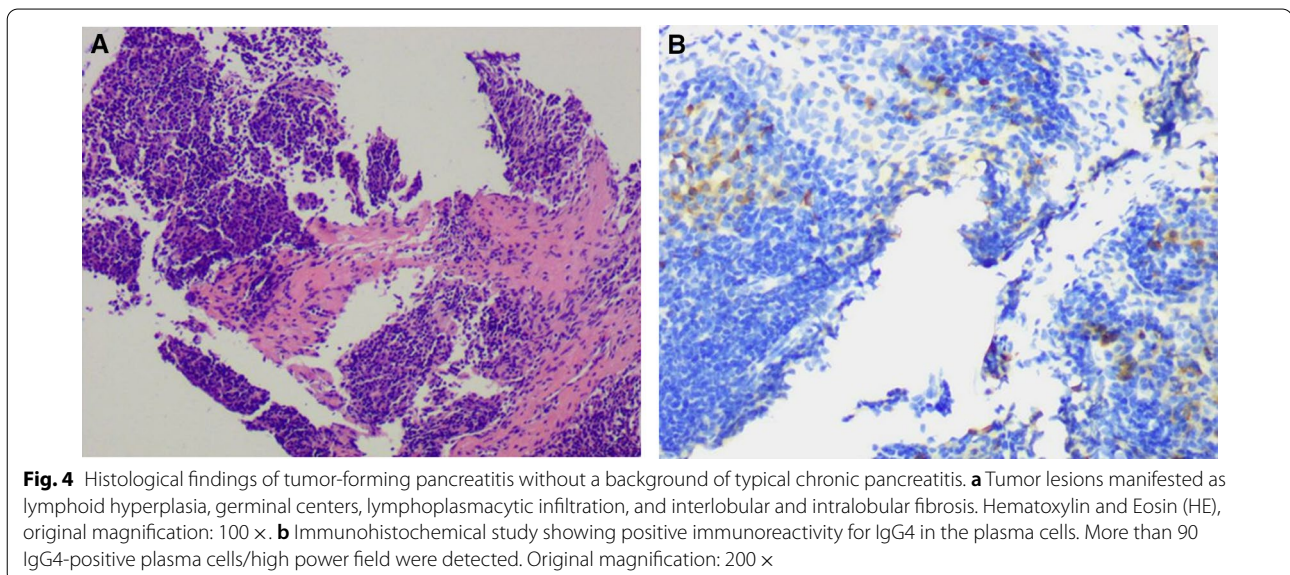 A
B
Fig. 4 Histological findings of tumor-forming pancreatitis without a background of typical chronic pancreatitis. a Tumor lesions manifested as
lymphoid hyperplasia, germinal centers, lymphoplasmacytic infiltration, and interlobular and intralobular fibrosis. Hematoxylin and Eosin (HE),
original magnification: 100 ×. b Immunohistochemical study showing positive immunoreactivity for IgG4 in the plasma cells. More than 90
IgG4-positive plasma cells/high power field were detected. Original magnification: 200 ×